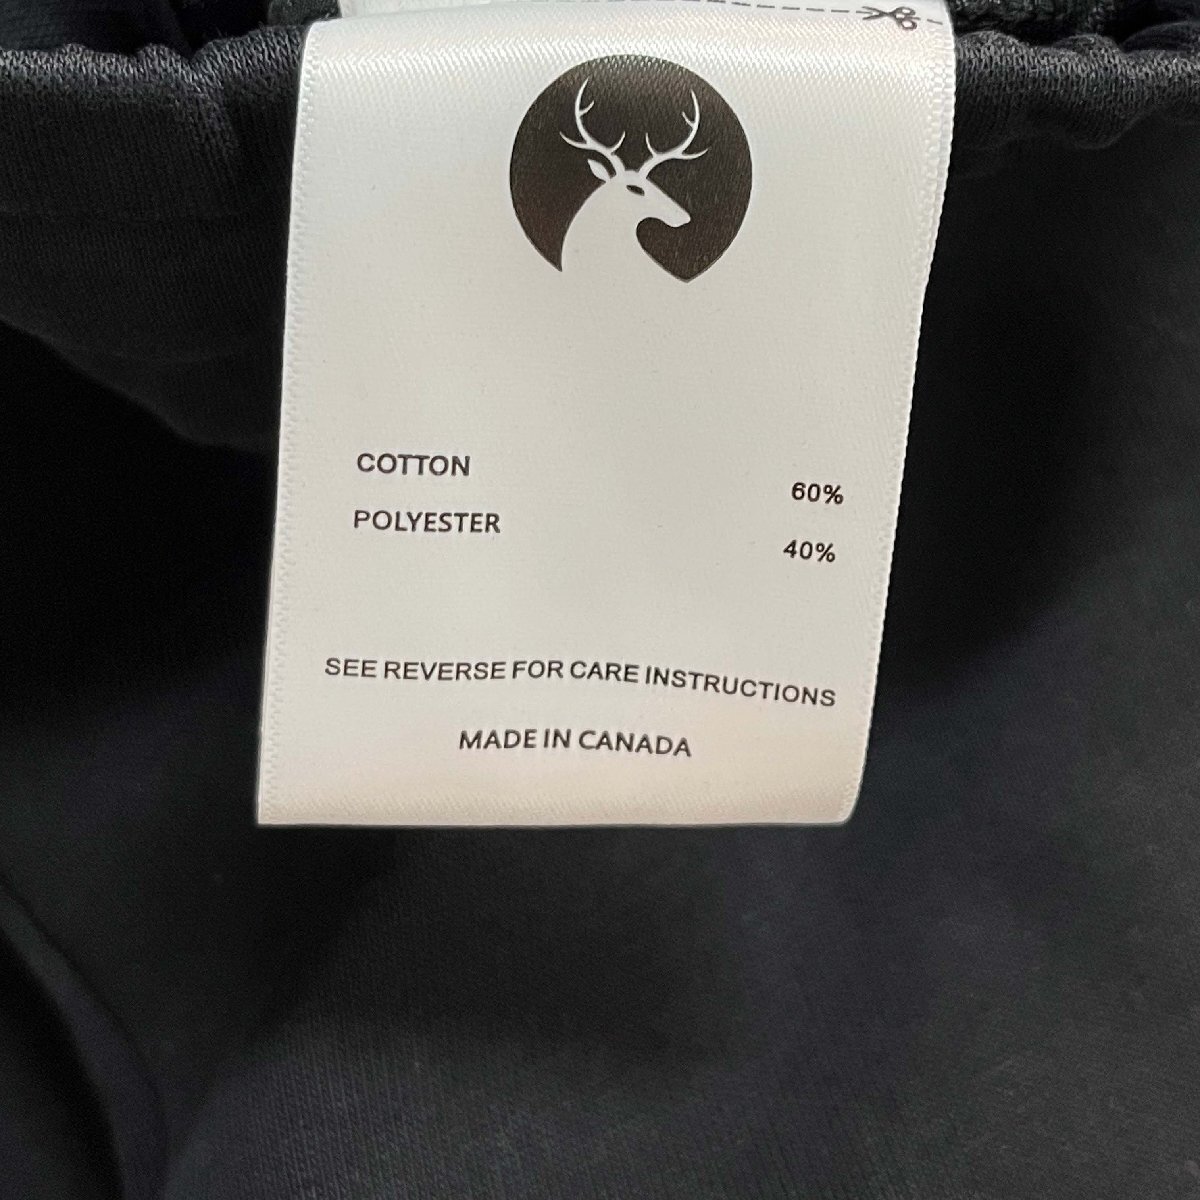 COTTON 60%
POLYESTER 40%
SEE REVERSE FOR CARE INSTRUCTIONS
MADE IN CANADA